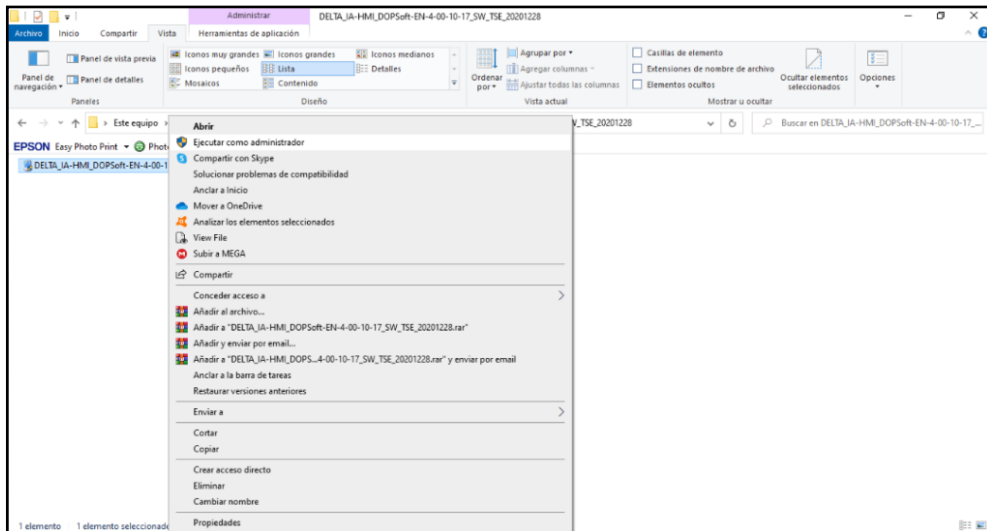 Administrar
DELTA_IA-HMI_DOPSoft-EN-4-00-10-17_SW_TSE_20201228
Archivo Inicio Compartir Vista Herramientas de aplicación
Panel de navegación
Panel de vista previa
Panel de detalles
Paneles
Iconos muy grandes Iconos grandes Iconos medianos
Iconos pequeños Lista Detalles
Mosaicos Contenido
Diseño
Ordenar por
Agrupar por
Agregar columnas
Ajustar todas las columnas
Vista actual
Casillas de elemento
Extensiones de nombre de archivo
Elementos ocultos
Ocultar elementos seleccionados
Mostrar u ocultar
Opciones
Este equipo
W_TSE_20201228
Buscar en DELTA_IA-HMI_DOPSoft-EN-4-00-10-17_...
EPSON Easy Photo Print Phot
DELTA_IA-HMI_DOPSoft-EN-4-00-1
Abrir
Ejecutar como administrador
Compartir con Skype
Solucionar problemas de compatibilidad
Anclar a Inicio
Mover a OneDrive
Analizar los elementos seleccionados
View File
Subir a MEGA
Compartir
Conceder acceso a
Añadir al archivo...
Añadir a "DELTA_IA-HMI_DOPSoft-EN-4-00-10-17_SW_TSE_20201228.rar"
Añadir y enviar por email...
Añadir a "DELTA_IA-HMI_DOPS...4-00-10-17_SW_TSE_20201228.rar" y enviar por email
Anclar a la barra de tareas
Restaurar versiones anteriores
Enviar a
Cortar
Copiar
Crear acceso directo
Eliminar
Cambiar nombre
Propiedades
1 elemento 1 elemento seleccionado